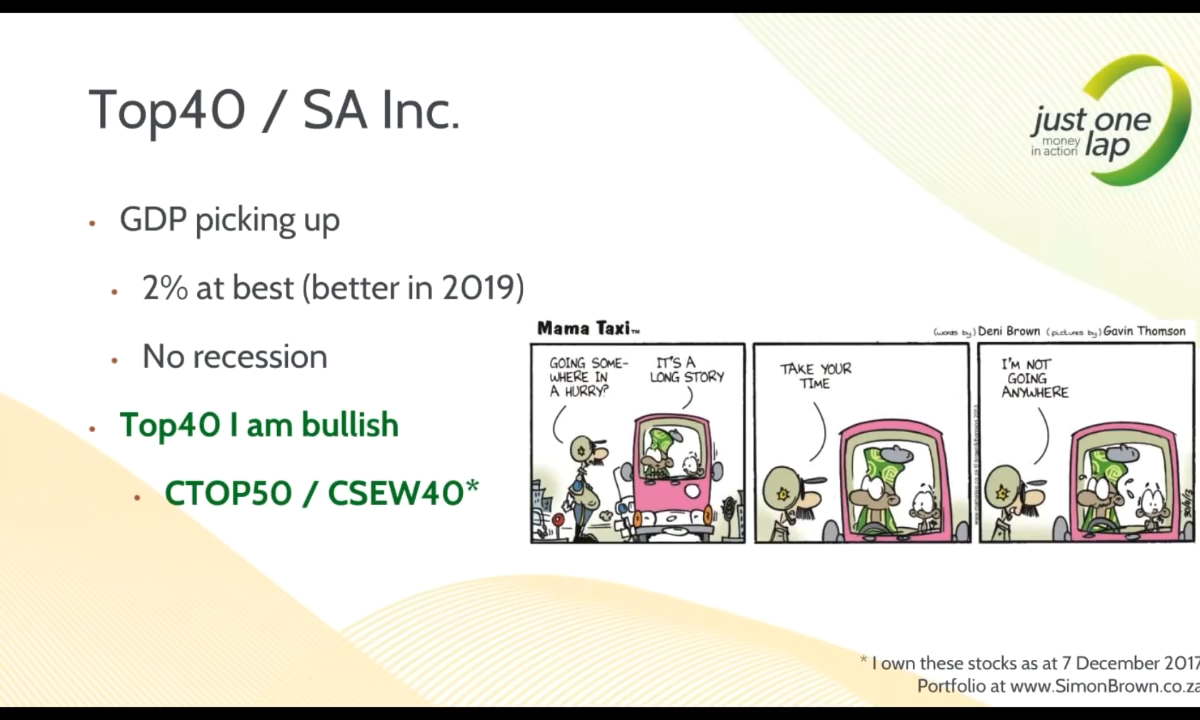 Top40 / SA Inc.
just one
money
in action
lap
• GDP picking up
• 2% at best (better in 2019)
• No recession
• Top40 I am bullish
• CTOP50 / CSEW40*
Mama Taxi™
(words by) Deni Brown (pictures by) Gavin Thomson
GOING SOME-
WHERE IN
A HURRY?
IT'S A
LONG STORY
TAKE YOUR
TIME
I'M NOT
GOING
ANYWHERE
* I own these stocks as at 7 December 2017
Portfolio at www.SimonBrown.co.za